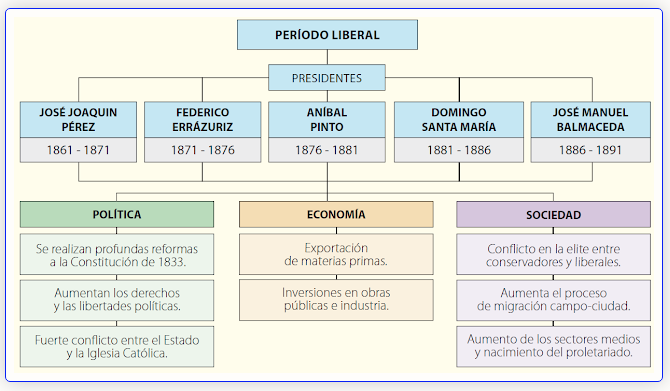 PERÍODO LIBERAL
PRESIDENTES
JOSÉ JOAQUIN
PÉREZ
1861 - 1871
FEDERICO
ERRÁZURIZ
1871 - 1876
ANÍBAL
PINTO
1876 - 1881
DOMINGO
SANTA MARÍA
1881 - 1886
JOSÉ MANUEL
BALMACEDA
1886 - 1891
POLÍTICA
Se realizan profundas reformas
a la Constitución de 1833.
Aumentan los derechos
y las libertades políticas.
Fuerte conflicto entre el Estado
y la Iglesia Católica.
ECONOMÍA
Exportación
de materias primas.
Inversiones en obras
públicas e industria.
SOCIEDAD
Conflicto en la elite entre
conservadores y liberales.
Aumenta el proceso
de migración campo-ciudad.
Aumento de los sectores medios
y nacimiento del proletariado.